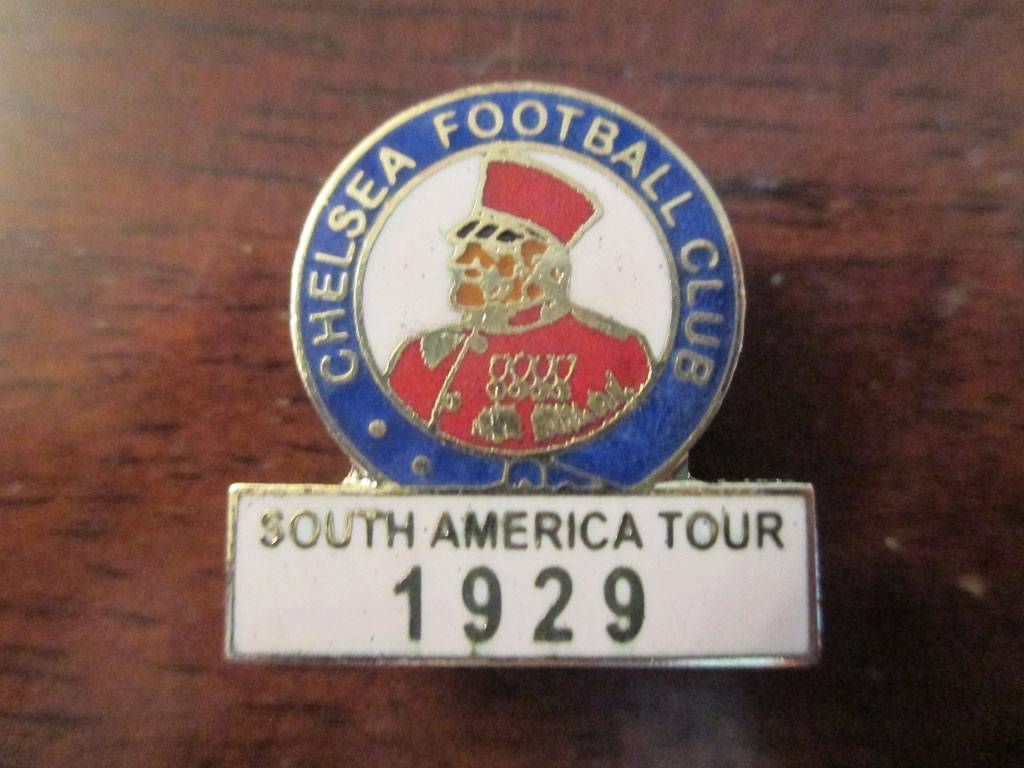 CHELSEA FOOTBALL CLUB
SOUTH AMERICA TOUR
1929